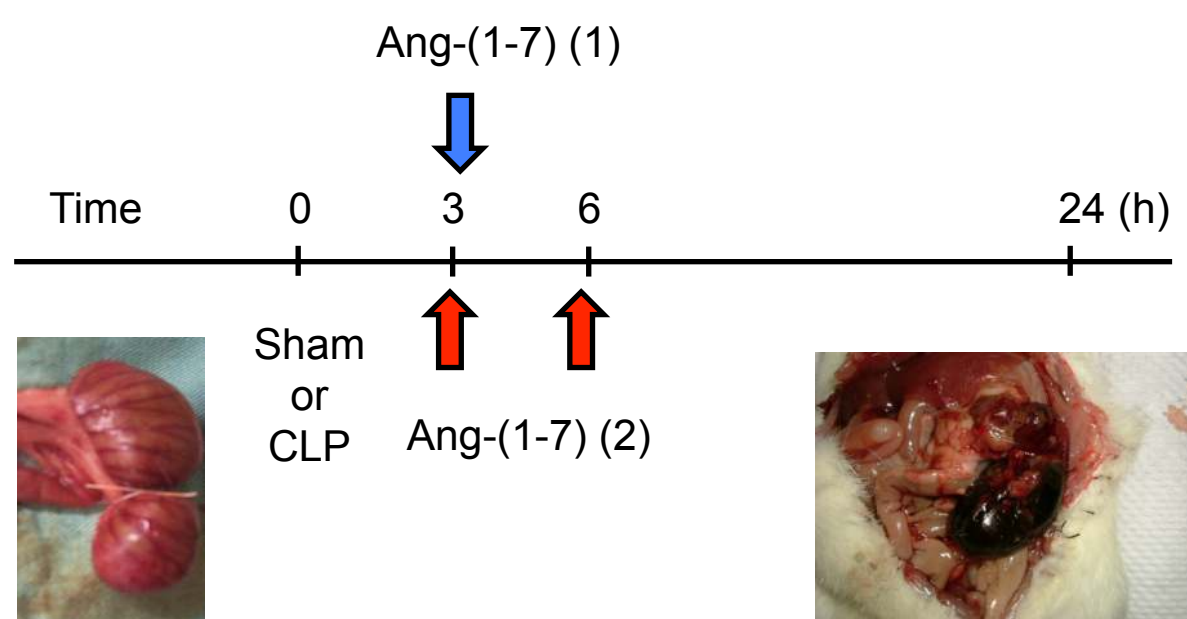 Ang-(1-7) (1)
Time 0 3 6 24 (h)
Sham
or
CLP
Ang-(1-7) (2)